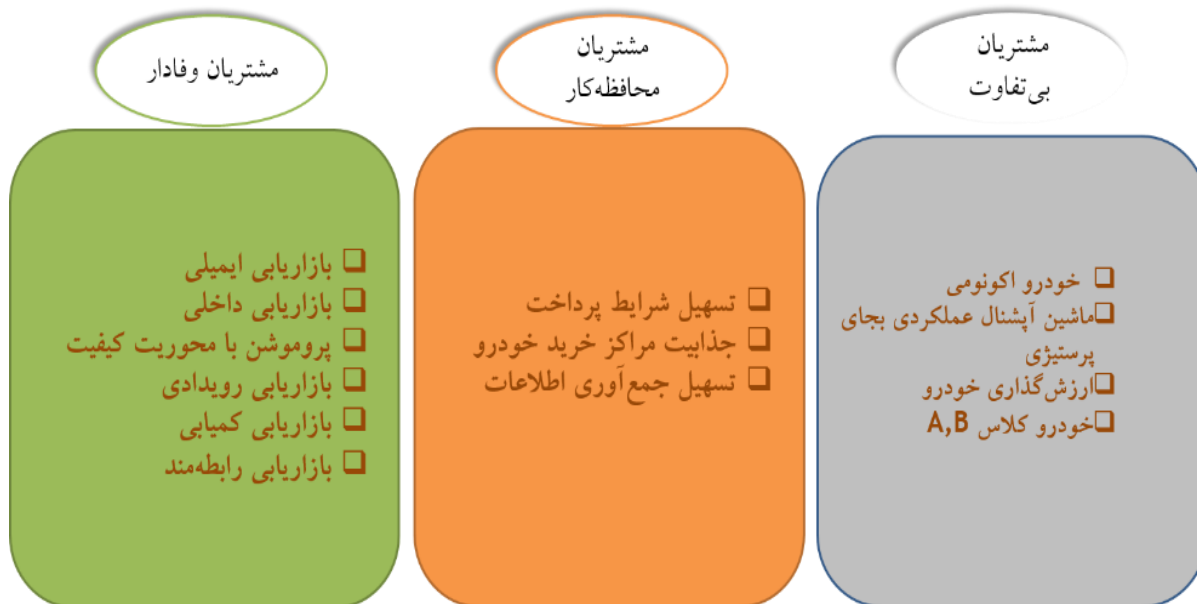 مشتریان
بی‌تفاوت
خودرو اکونومی
ماشین آپشنال عملکردی بجای
پرستیژی
ارزش‌گذاری خودرو
خودرو کلاس A,B
مشتریان
محافظه‌کار
تسهیل شرایط پرداخت
جذابیت مراکز خرید خودرو
تسهیل جمع‌آوری اطلاعات
مشتریان وفادار
بازاریابی ایمیلی
بازاریابی داخلی
پروموشن با محوریت کیفیت
بازاریابی رویدادی
بازاریابی کمیابی
بازاریابی رابطه‌مند